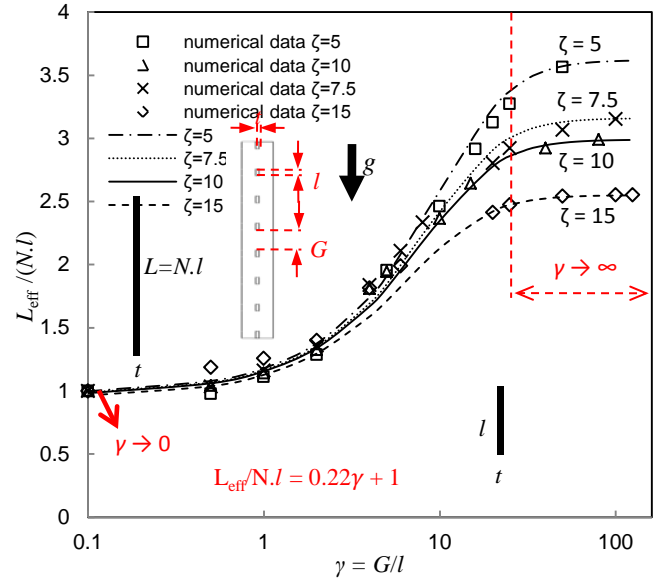 4
3.5
3
2.5
2
1.5
1
0.5
0
L_eff/(N.l)
numerical data ζ=5
numerical data ζ=10
numerical data ζ=7.5
numerical data ζ=15
ζ=5
ζ=7.5
ζ=10
ζ=15
l
G
g
L=N.l
t
ζ = 5
ζ = 7.5
ζ = 10
ζ = 15
γ → ∞
γ → 0
L_eff/N.l = 0.22γ + 1
l
t
0.1
1
10
100
γ = G/l